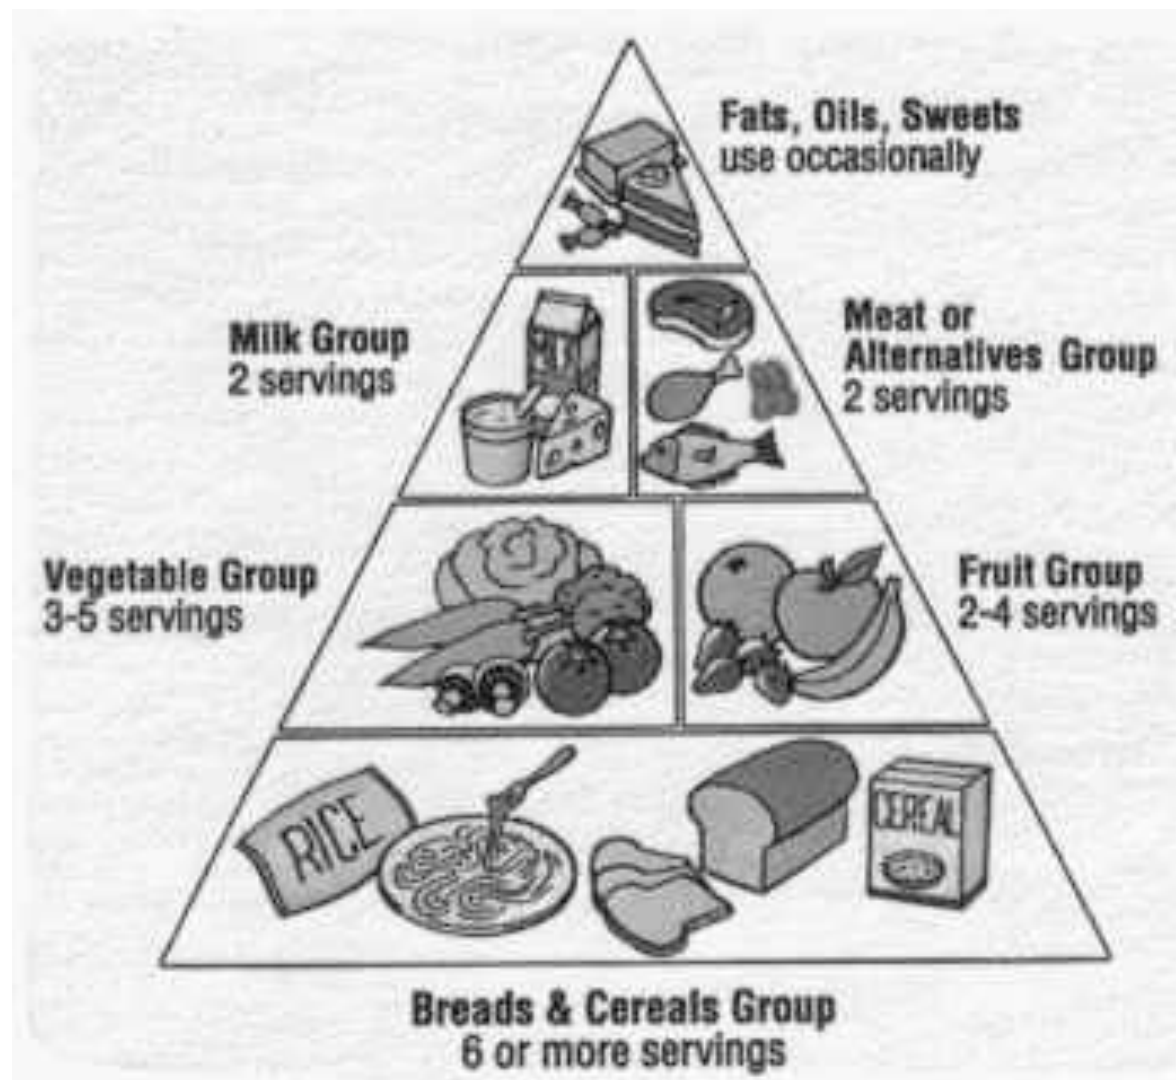 Fats, Oils, Sweets
use occasionally
Milk Group
2 servings
Meat or
Alternatives Group
2 servings
MILK
Vegetable Group
3-5 servings
Fruit Group
2-4 servings
RICE
CEREAL
Breads & Cereals Group
6 or more servings